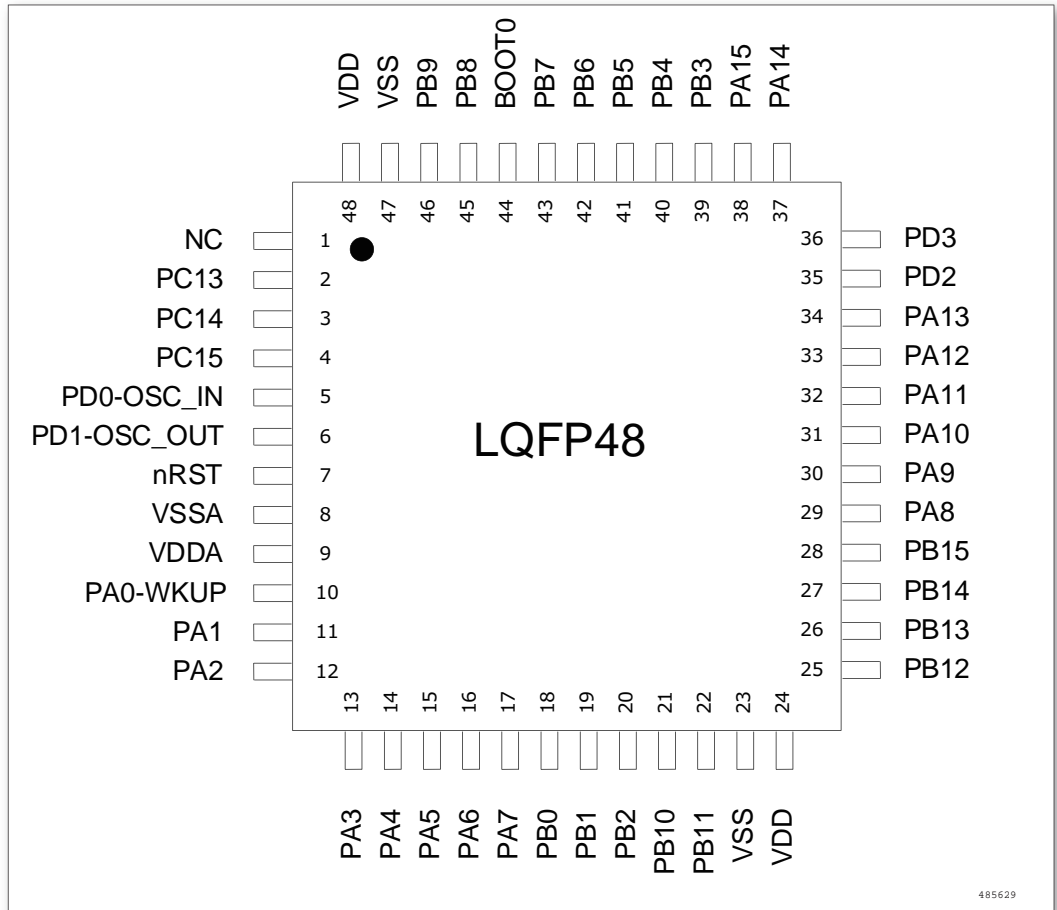 VDD
VSS
PB9
PB8
BOOT0
PB7
PB6
PB5
PB4
PB3
PA15
PA14
48
47
46
45
44
43
42
41
40
39
38
37
NC 1
PC13 2
PC14 3
PC15 4
PD0-OSC_IN 5
PD1-OSC_OUT 6
nRST 7
VSSA 8
VDDA 9
PA0-WKUP 10
PA1 11
PA2 12
LQFP48
36 PD3
35 PD2
34 PA13
33 PA12
32 PA11
31 PA10
30 PA9
29 PA8
28 PB15
27 PB14
26 PB13
25 PB12
13
14
15
16
17
18
19
20
21
22
23
24
PA3
PA4
PA5
PA6
PA7
PB0
PB1
PB2
PB10
PB11
VSS
VDD
485629